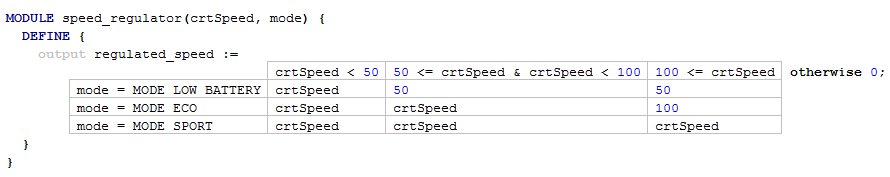 MODULE speed_regulator(crtSpeed, mode) {
DEFINE {
output regulated_speed :=
crtSpeed < 50 50 <= crtSpeed & crtSpeed < 100 100 <= crtSpeed otherwise 0;
mode = MODE LOW BATTERY crtSpeed 50 50
mode = MODE ECO crtSpeed crtSpeed 100
mode = MODE SPORT crtSpeed crtSpeed crtSpeed
}
}